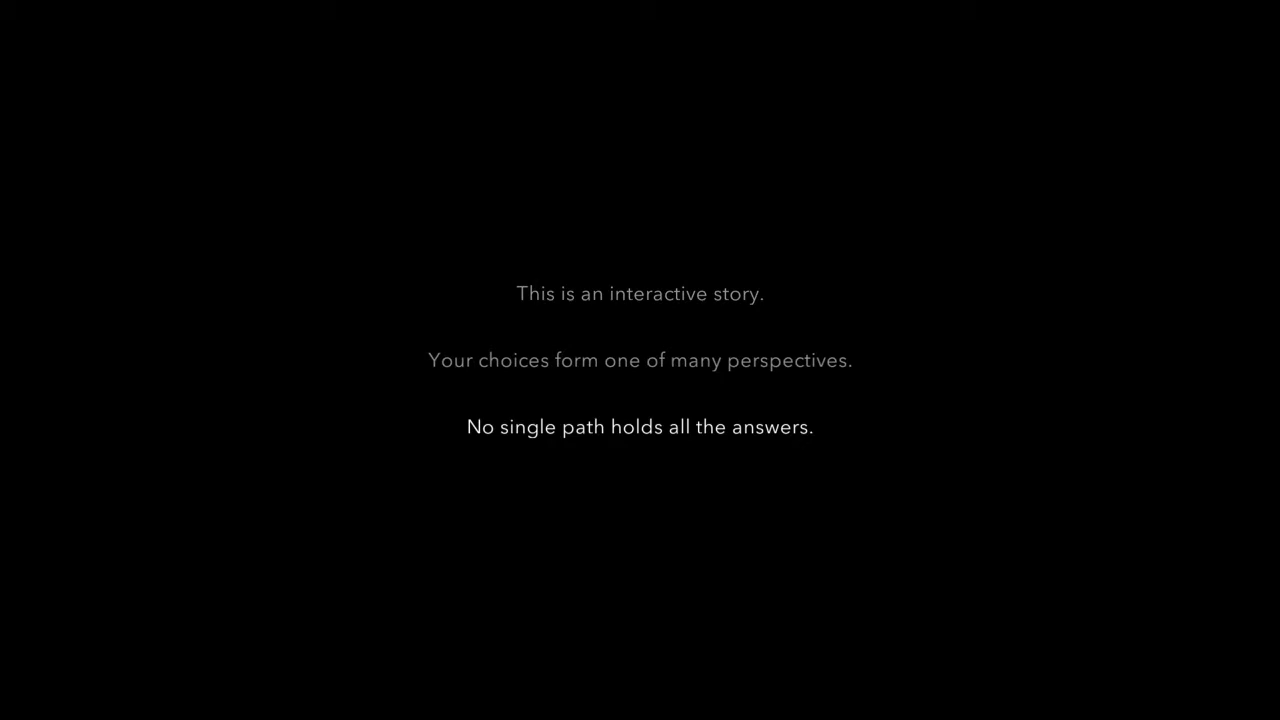 This is an interactive story.
Your choices form one of many perspectives.
No single path holds all the answers.